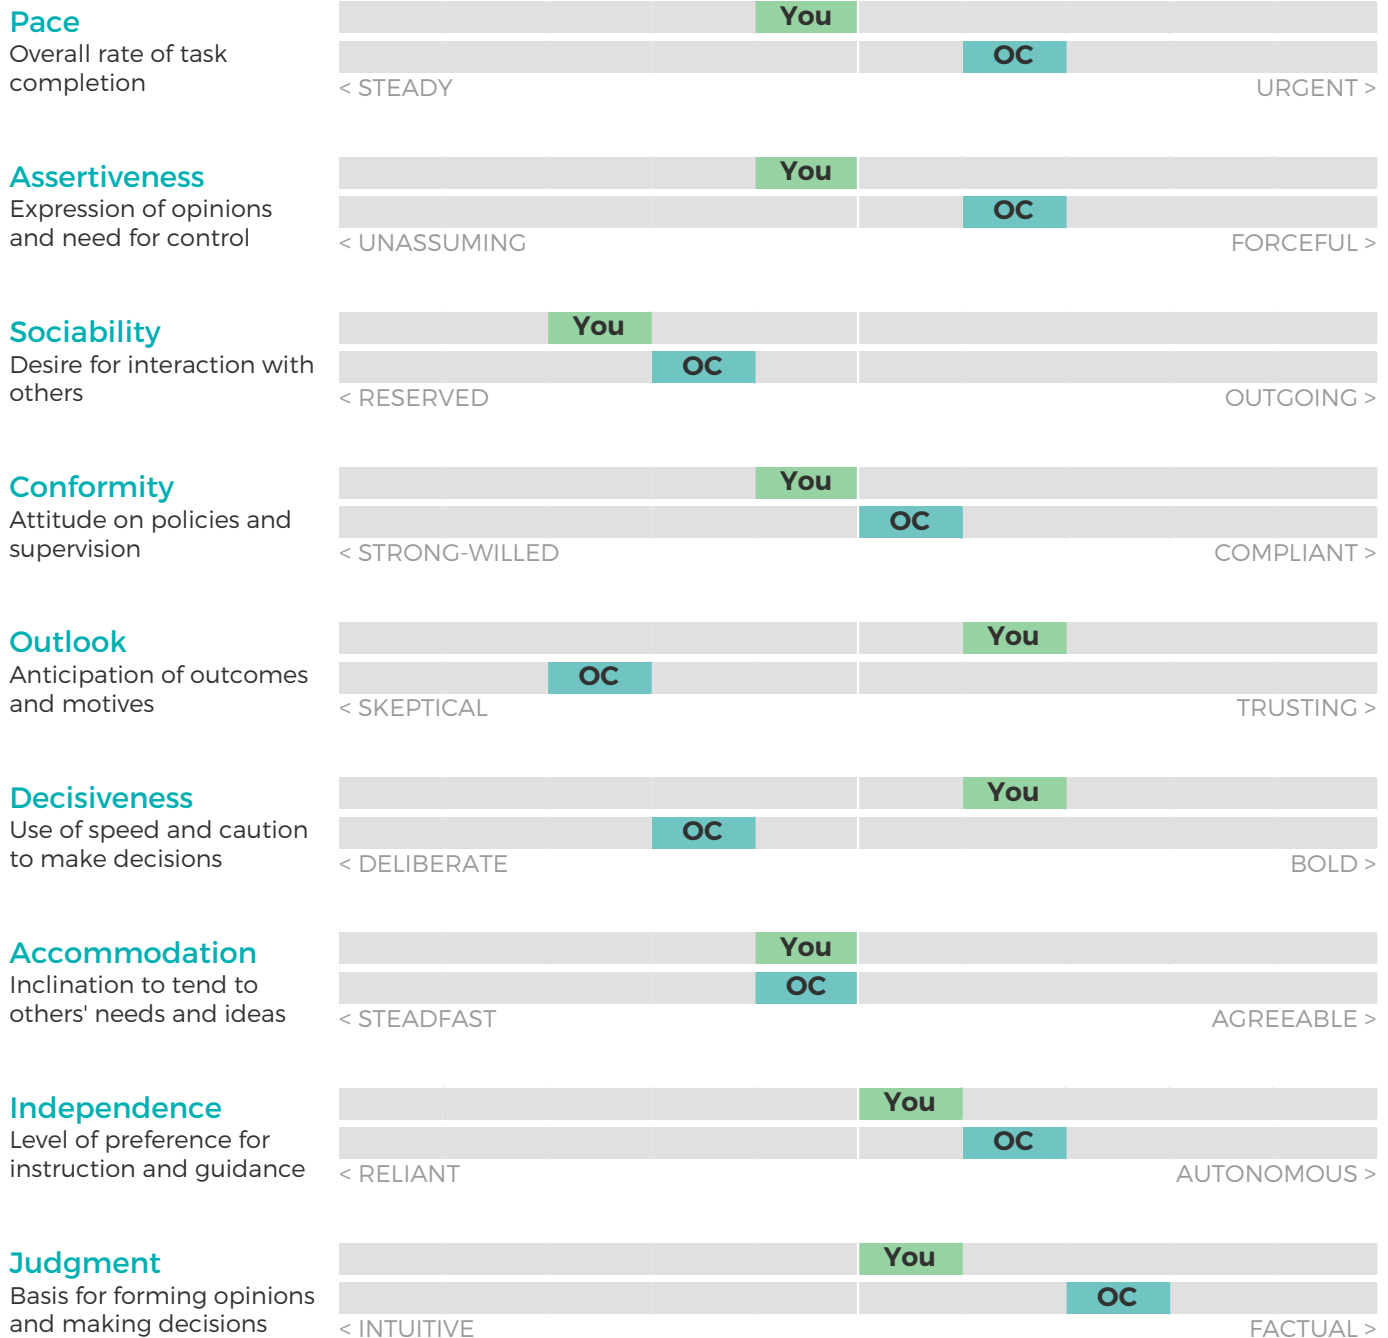 Pace
Overall rate of task
completion
You
OC
< STEADY
URGENT >
Assertiveness
Expression of opinions
and need for control
You
OC
< UNASSUMING
FORCEFUL >
Sociability
Desire for interaction with
others
You
OC
< RESERVED
OUTGOING >
Conformity
Attitude on policies and
supervision
You
OC
< STRONG-WILLED
COMPLIANT >
Outlook
Anticipation of outcomes
and motives
You
OC
< SKEPTICAL
TRUSTING >
Decisiveness
Use of speed and caution
to make decisions
You
OC
< DELIBERATE
BOLD >
Accommodation
Inclination to tend to
others' needs and ideas
You
OC
< STEADFAST
AGREEABLE >
Independence
Level of preference for
instruction and guidance
You
OC
< RELIANT
AUTONOMOUS >
Judgment
Basis for forming opinions
and making decisions
You
OC
< INTUITIVE
FACTUAL >